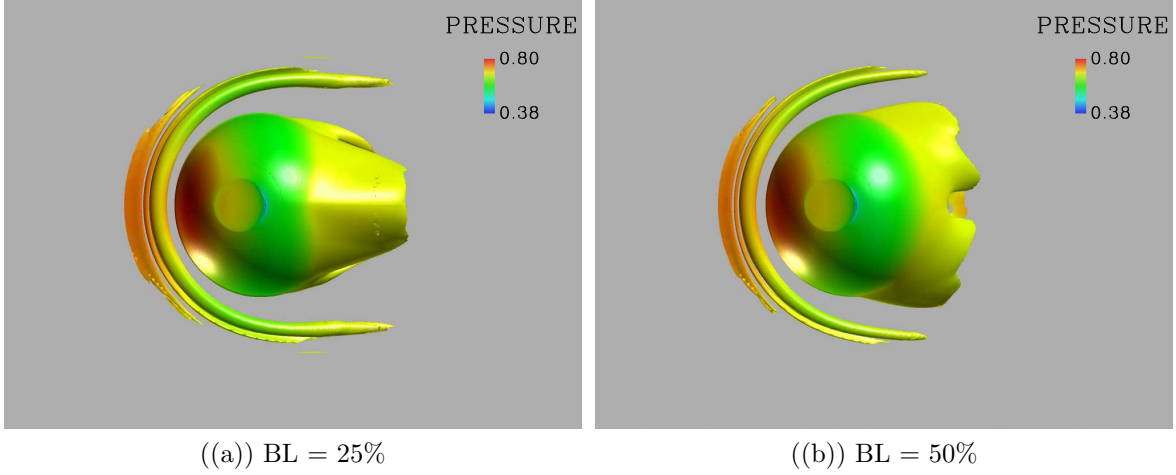 PRESSURE
0.80
0.38
PRESSURE
0.80
0.38
((a)) BL = 25%
((b)) BL = 50%